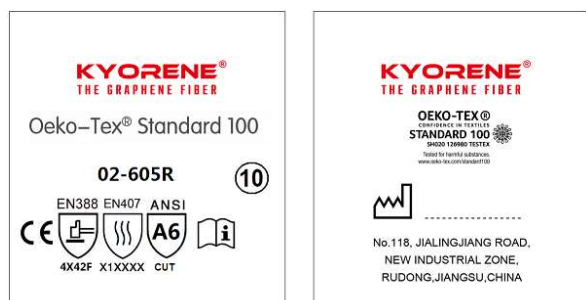 KYORENE®
THE GRAPHENE FIBER
Oeko-Tex® Standard 100
02-605R
10
EN388 EN407 ANSI
CE A6 i
4X42F X1XXXX CUT
KYORENE®
THE GRAPHENE FIBER
OEKO-TEX®
CONFIDENCE IN TEXTILES
STANDARD 100
SH020 126980 TESTEX
Tested for harmful substances.
www.oeko-tex.com/standard100
No.118, JIALINGJIANG ROAD,
NEW INDUSTRIAL ZONE,
RUDONG,JIANGSU,CHINA